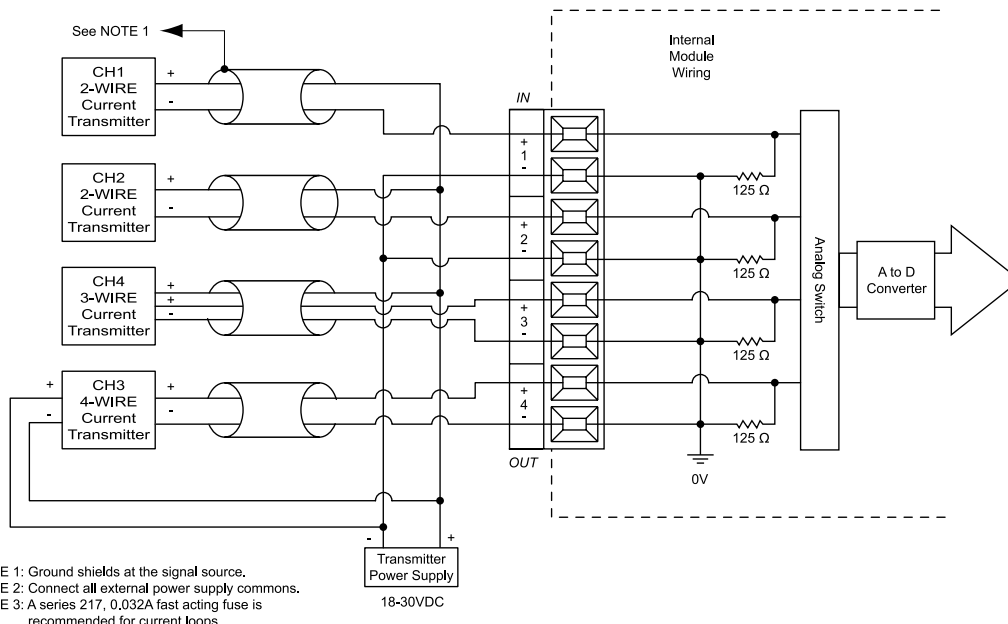 See NOTE 1
CH1
2-WIRE
Current
Transmitter
+
-
CH2
2-WIRE
Current
Transmitter
+
-
CH4
3-WIRE
Current
Transmitter
+
+
-
CH3
4-WIRE
Current
Transmitter
+
-
+
-
IN
+
1
-
+
2
-
+
3
-
+
4
-
OUT
Internal
Module
Wiring
125 Ω
125 Ω
125 Ω
125 Ω
0V
Analog Switch
A to D
Converter
- +
Transmitter
Power Supply
18-30VDC
E 1: Ground shields at the signal source.
E 2: Connect all external power supply commons.
E 3: A series 217, 0.032A fast acting fuse is
recommended for current loops